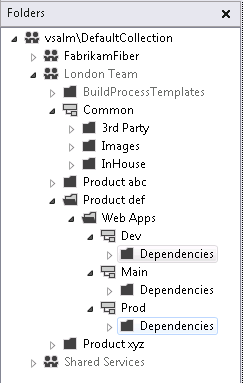 Folders
vsalm\DefaultCollection
FabrikamFiber
London Team
BuildProcessTemplates
Common
3rd Party
Images
InHouse
Product abc
Product def
Web Apps
Dev
Dependencies
Main
Dependencies
Prod
Dependencies
Product xyz
Shared Services